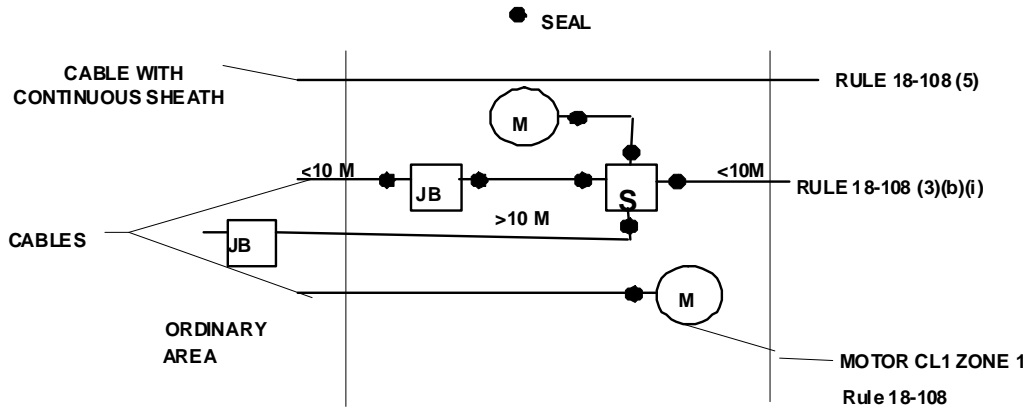 SEAL
CABLE WITH
CONTINUOUS SHEATH
RULE 18-108 (5)
M
<10 M
JB
S
<10M
RULE 18-108 (3)(b)(i)
>10 M
CABLES
JB
M
ORDINARY
AREA
MOTOR CL1 ZONE 1
Rule 18-108